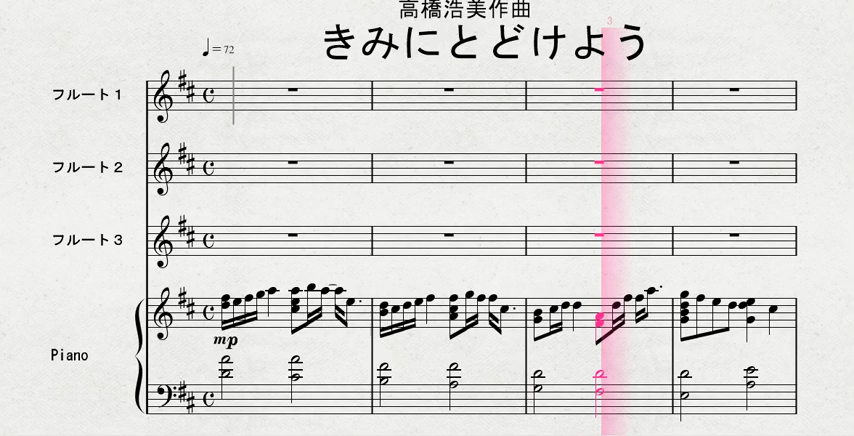 高橋浩美作曲
3
きみにとどけよう
♩=72
フルート1
フルート2
フルート3
mp
Piano